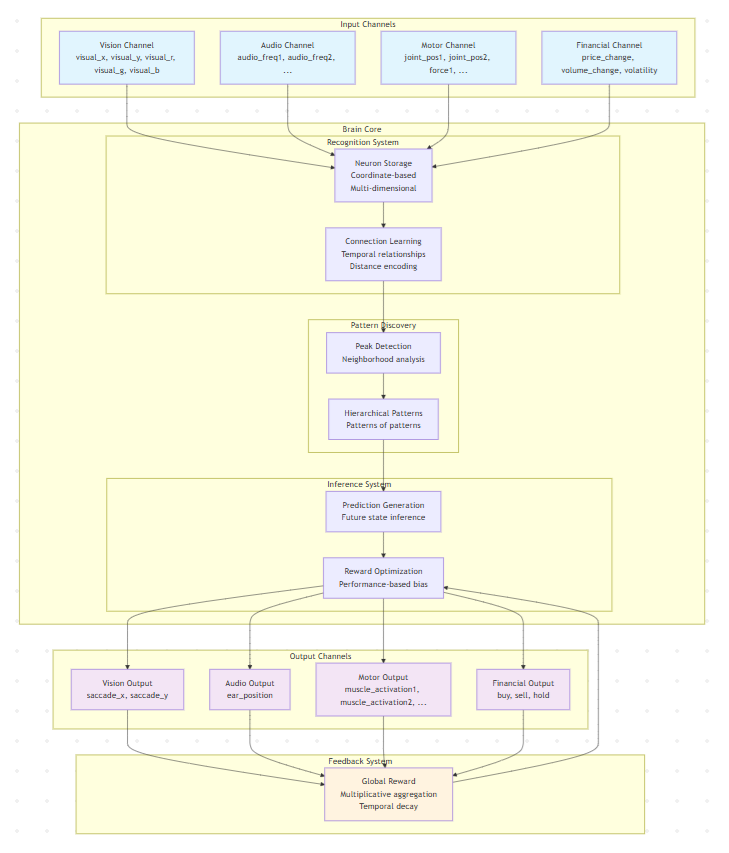 Input Channels
Vision Channel
visual_x, visual_y, visual_r,
visual_g, visual_b
Audio Channel
audio_freq1, audio_freq2,
...
Motor Channel
joint_pos1, joint_pos2,
force1, ...
Financial Channel
price_change,
volume_change, volatility
Brain Core
Recognition System
Neuron Storage
Coordinate-based
Multi-dimensional
Connection Learning
Temporal relationships
Distance encoding
Pattern Discovery
Peak Detection
Neighborhood analysis
Hierarchical Patterns
Patterns of patterns
Inference System
Prediction Generation
Future state inference
Reward Optimization
Performance-based bias
Output Channels
Vision Output
saccade_x, saccade_y
Audio Output
ear_position
Motor Output
muscle_activation1,
muscle_activation2, ...
Financial Output
buy, sell, hold
Feedback System
Global Reward
Multiplicative aggregation
Temporal decay